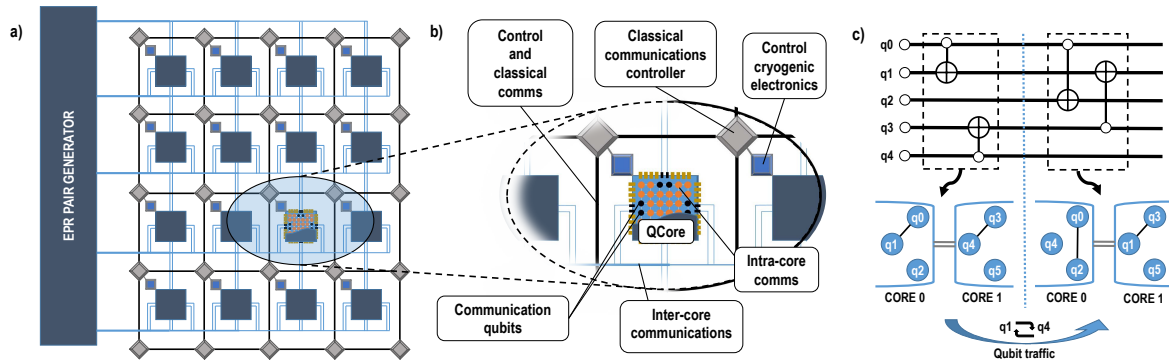 a)
EPR PAIR GENERATOR
b)
Control
and
classical
comms
Classical
communications
controller
Control
cryogenic
electronics
QCore
Intra-core
comms
Communication
qubits
Inter-core
communications
c)
q0
q1
q2
q3
q4
q0
q1
q2
q3
q4
q5
CORE 0
CORE 1
q0
q4
q2
q3
q1
q5
CORE 0
CORE 1
q1 q4
Qubit traffic